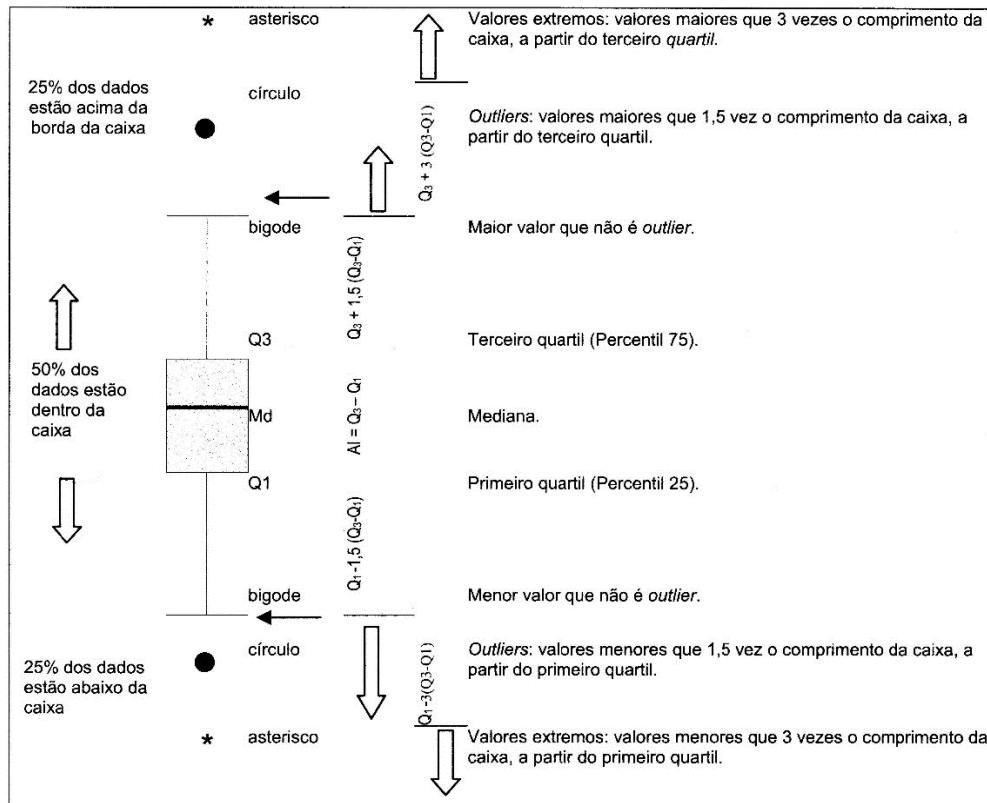 * asterisco
Valores extremos: valores maiores que 3 vezes o comprimento da
caixa, a partir do terceiro quartil.
25% dos dados
estão acima da
borda da caixa
círculo
Q3 + 3 (Q3-Q1)
Outliers: valores maiores que 1,5 vez o comprimento da caixa, a
partir do terceiro quartil.
bigode
Maior valor que não é outlier.
Q3 + 1,5 (Q3-Q1)
Q3
Terceiro quartil (Percentil 75).
50% dos
dados estão
dentro da
caixa
Md
AI = Q3 – Q1
Mediana.
Q1
Primeiro quartil (Percentil 25).
Q1-1,5 (Q3-Q1)
bigode
Menor valor que não é outlier.
25% dos dados
estão abaixo da
caixa
círculo
Q1-3(Q3-Q1)
Outliers: valores menores que 1,5 vez o comprimento da caixa, a
partir do primeiro quartil.
* asterisco
Valores extremos: valores menores que 3 vezes o comprimento da
caixa, a partir do primeiro quartil.